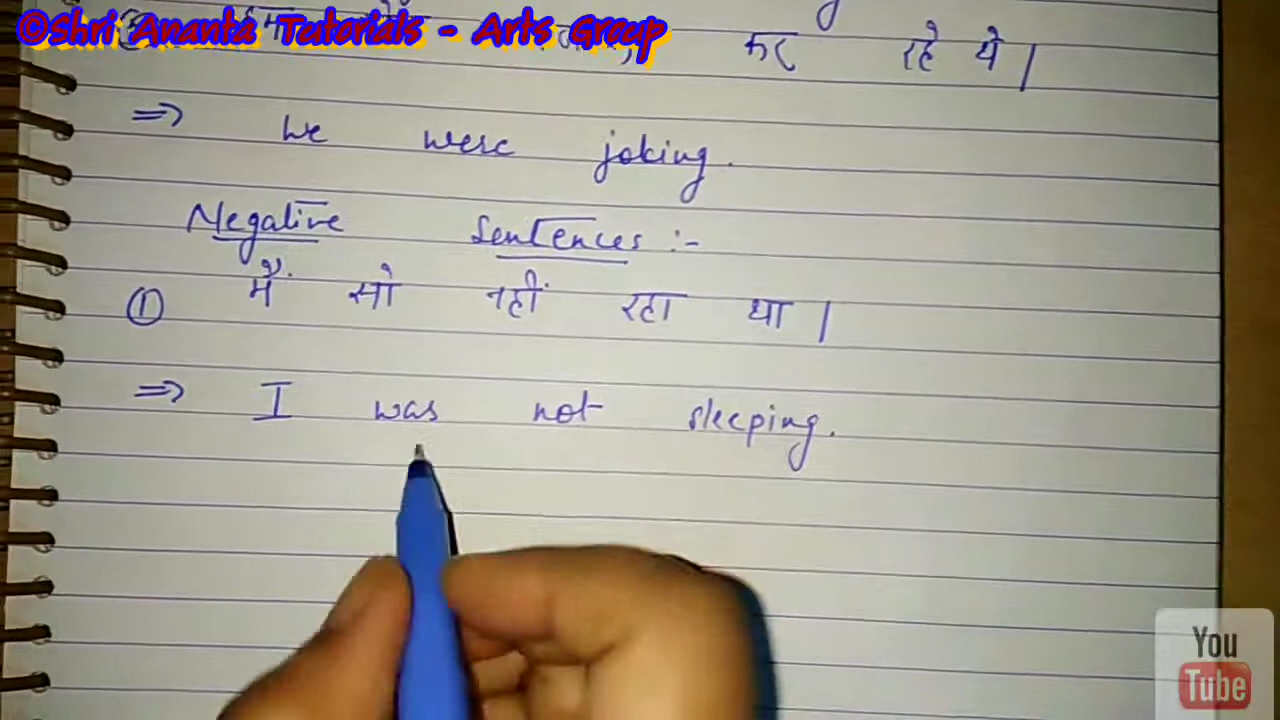 ©Shri Ananta Tutorials - Arts Group
कर रहे थे |
⇒ We were joking.
Negative Sentences :-
① मैं सो नहीं रहा था |
⇒ I was not sleeping.
You
Tube